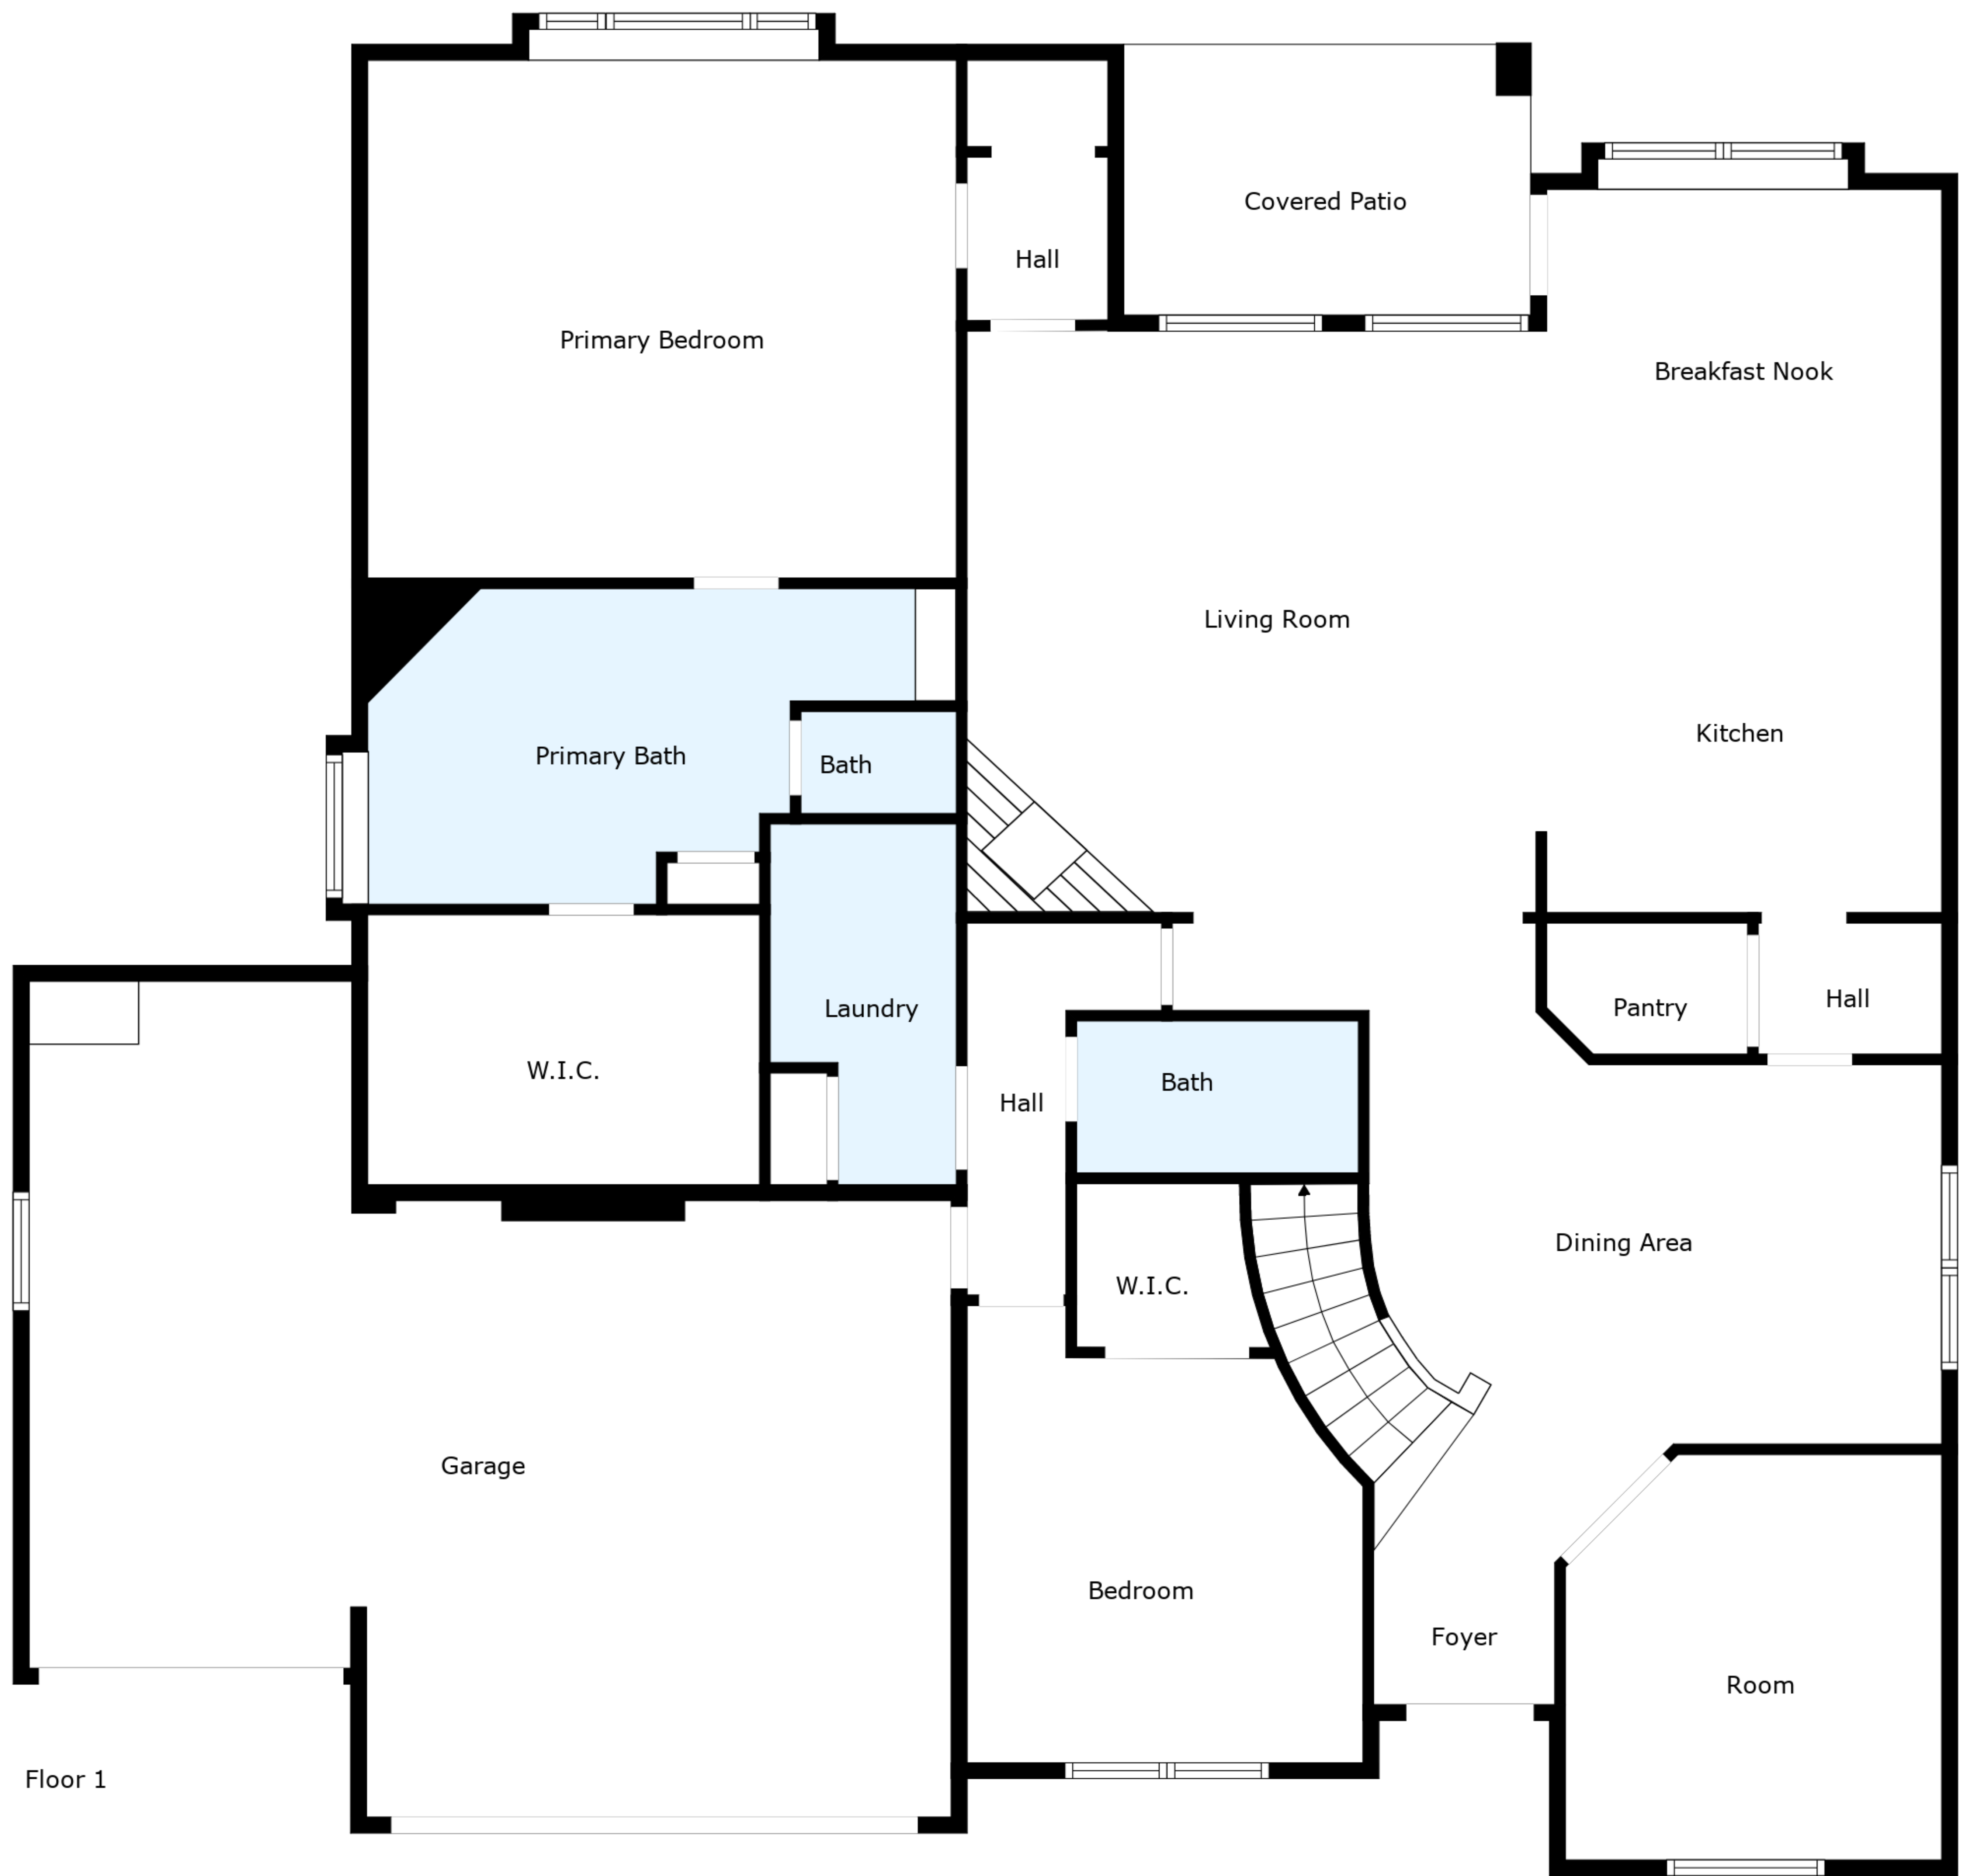 Covered Patio
Hall
Primary Bedroom
Breakfast Nook
Living Room
Kitchen
Primary Bath
Bath
Laundry
Pantry
Hall
W.I.C.
Bath
Hall
Dining Area
W.I.C.
Garage
Bedroom
Foyer
Room
Floor 1